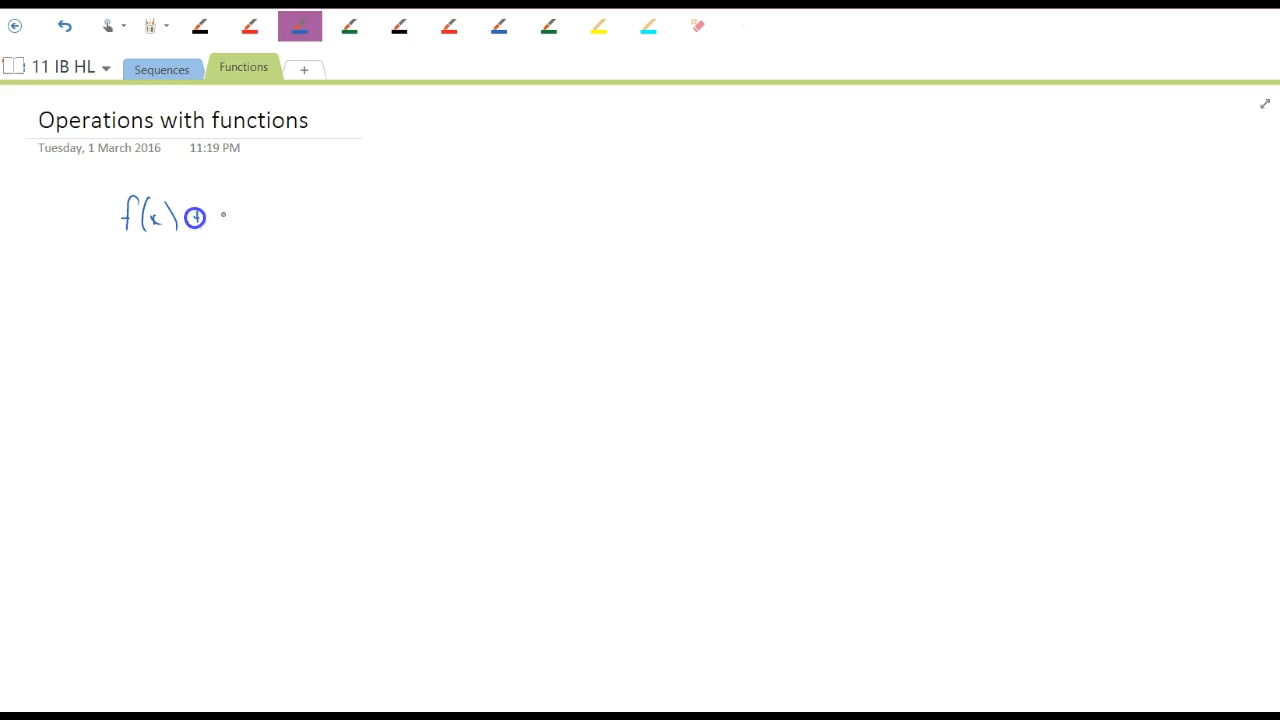 11 IB HL
Sequences
Functions
+
Operations with functions
Tuesday, 1 March 2016 11:19 PM
f(x) +